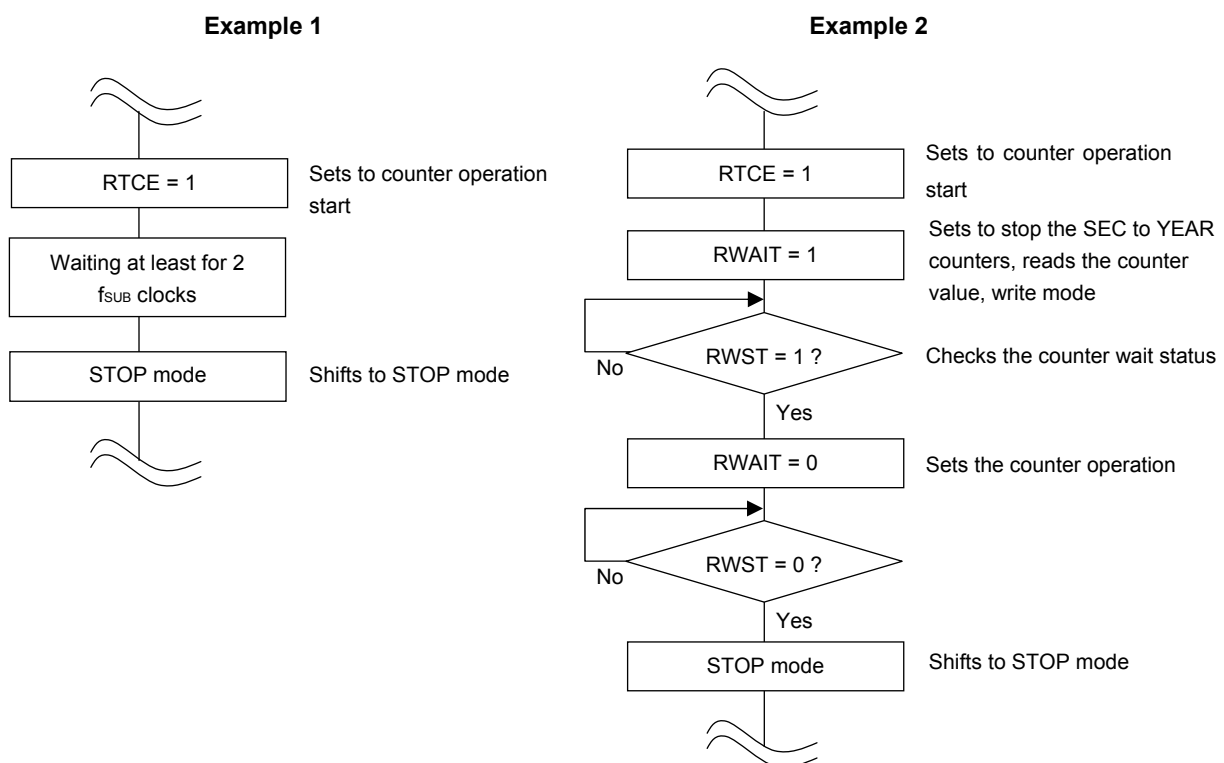 Example 1
RTCE = 1
Sets to counter operation
start
Waiting at least for 2
fSUB clocks
STOP mode
Shifts to STOP mode
Example 2
RTCE = 1
Sets to counter operation
start
RWAIT = 1
Sets to stop the SEC to YEAR
counters, reads the counter
value, write mode
RWST = 1 ?
No
Checks the counter wait status
Yes
RWAIT = 0
Sets the counter operation
RWST = 0 ?
No
Yes
STOP mode
Shifts to STOP mode